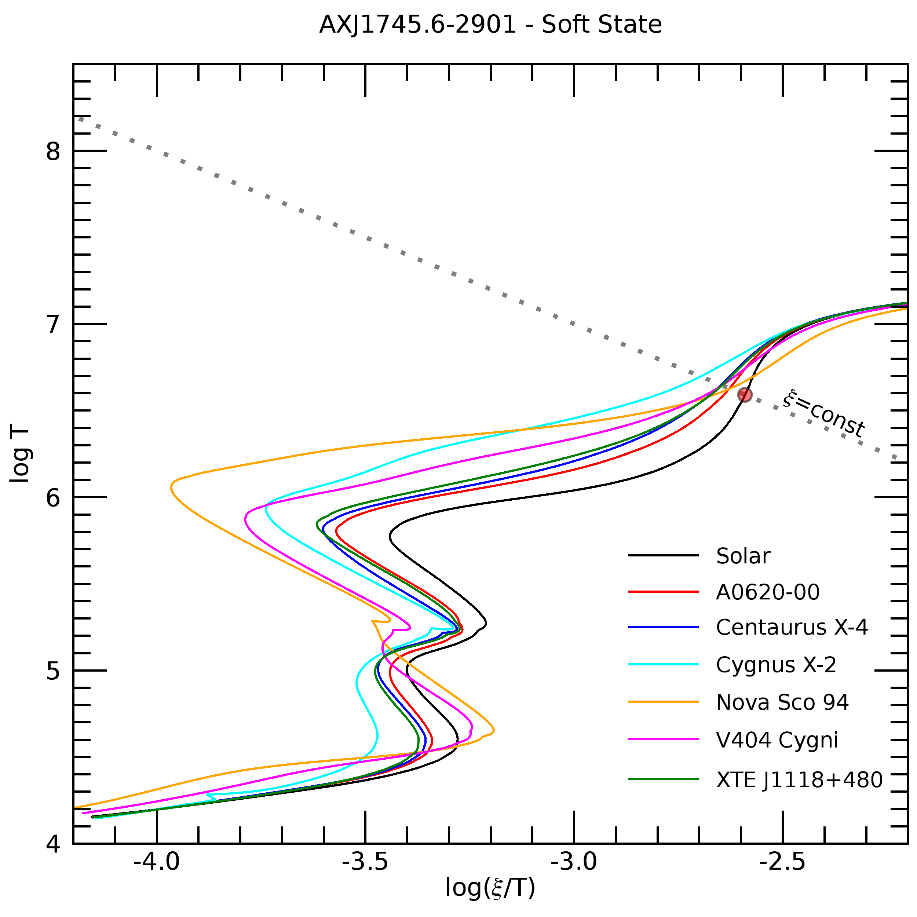 AXJ1745.6-2901 - Soft State
8
7
6
5
4
log T
ξ=const
Solar
A0620-00
Centaurus X-4
Cygnus X-2
Nova Sco 94
V404 Cygni
XTE J1118+480
-4.0 -3.5 -3.0 -2.5
log(ξ/T)